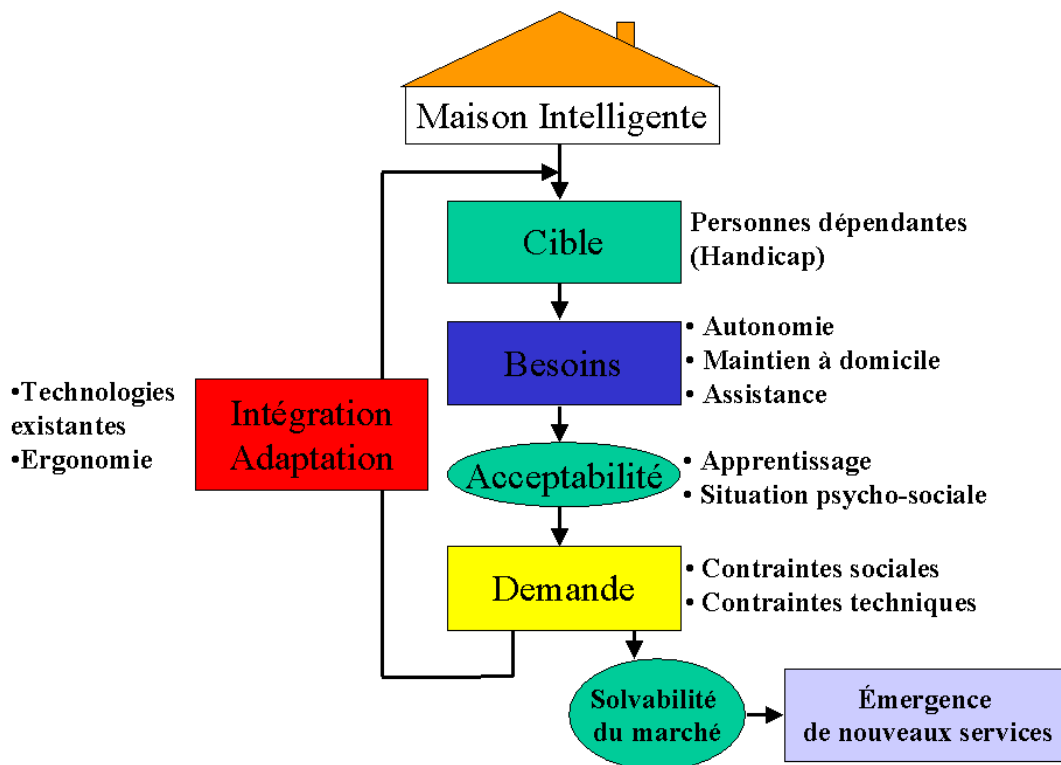 Maison Intelligente
Cible
Personnes dépendantes
(Handicap)
Besoins
• Autonomie
• Maintien à domicile
• Assistance
•Technologies
existantes
•Ergonomie
Intégration
Adaptation
Acceptabilité
• Apprentissage
• Situation psycho-sociale
Demande
• Contraintes sociales
• Contraintes techniques
Solvabilité
du marché
Émergence
de nouveaux services